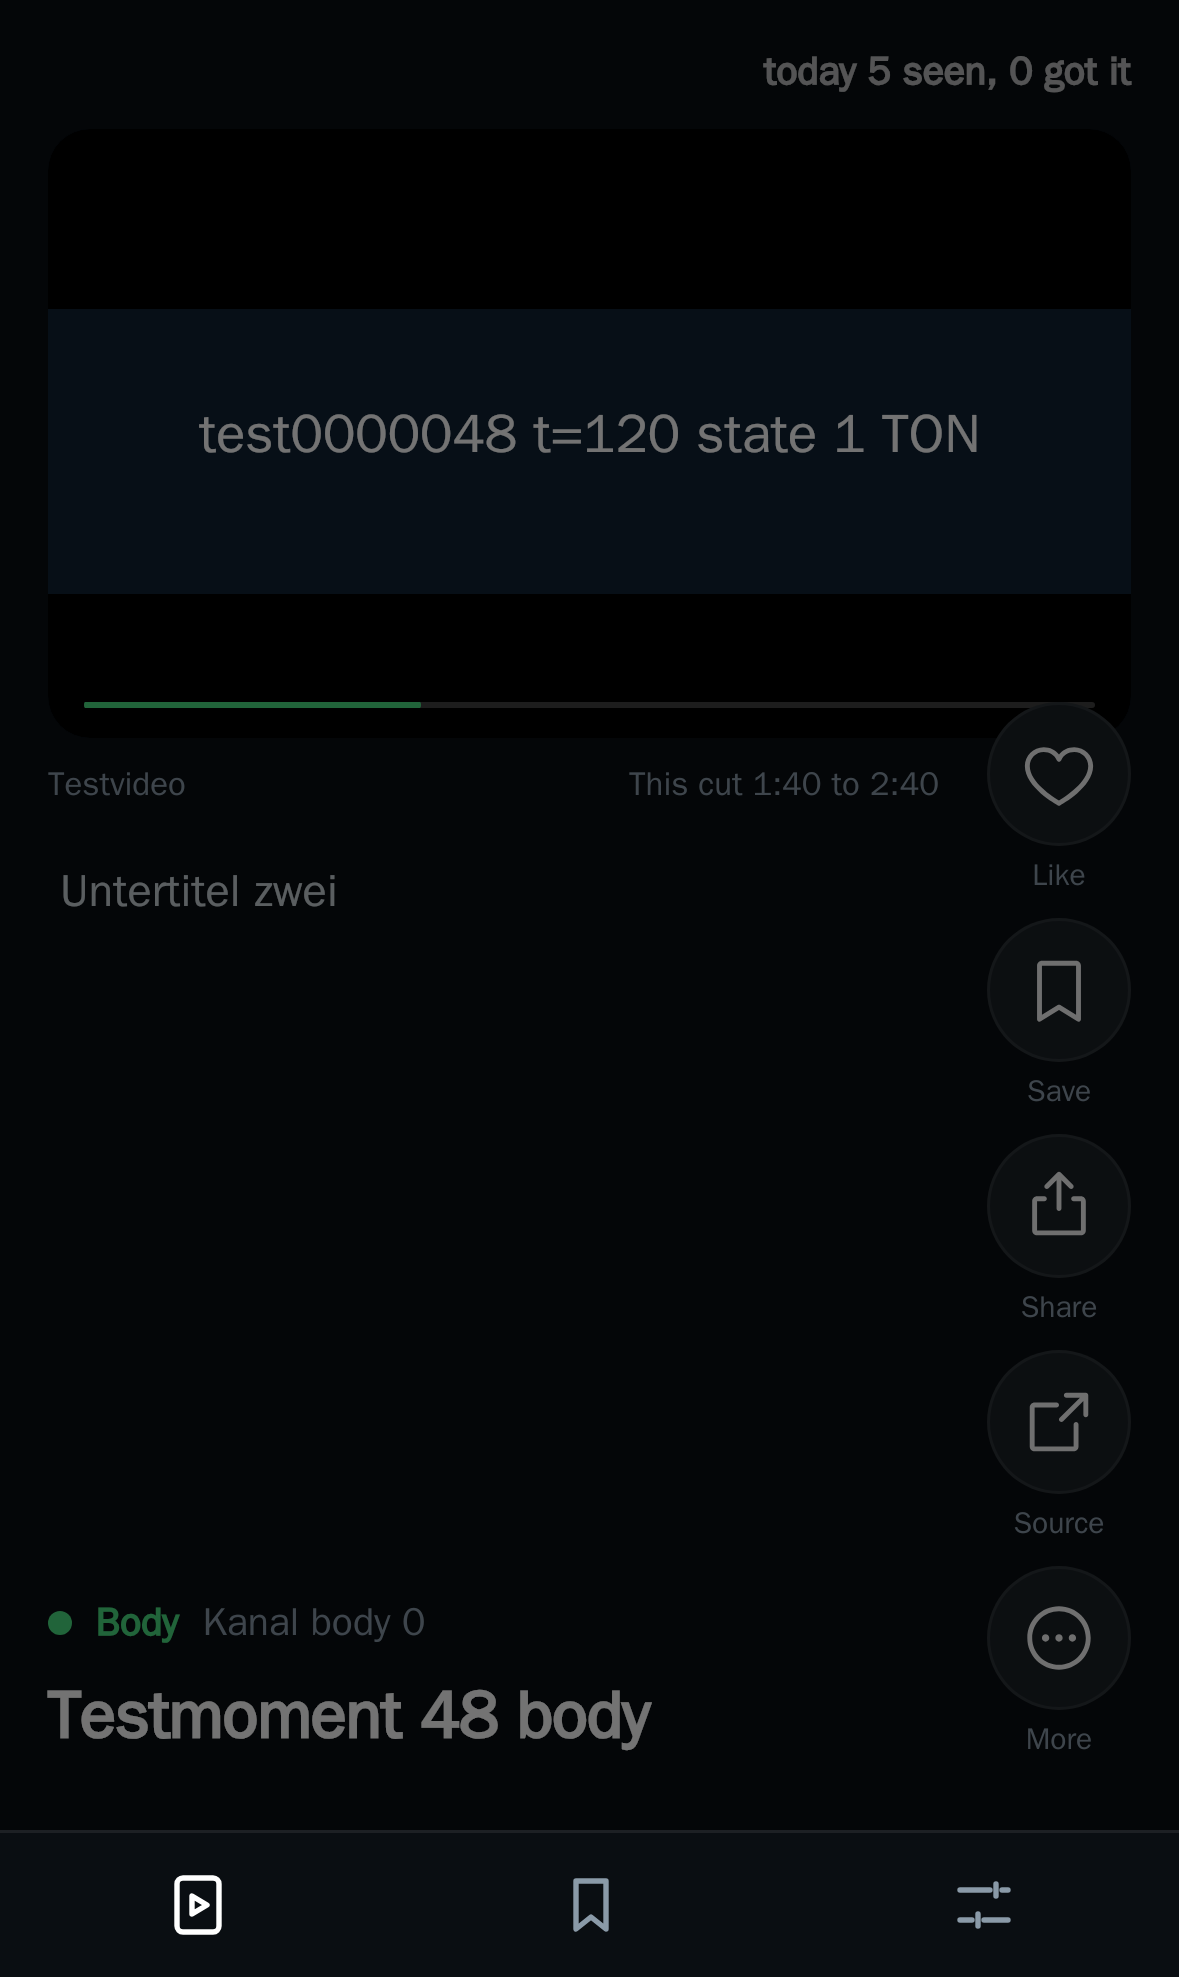 today 5 seen, 0 got it
test0000048 t=120 state 1 TON
Testvideo
This cut 1:40 to 2:40
Like
Untertitel zwei
Save
Share
Source
Body Kanal body 0
Testmoment 48 body
More